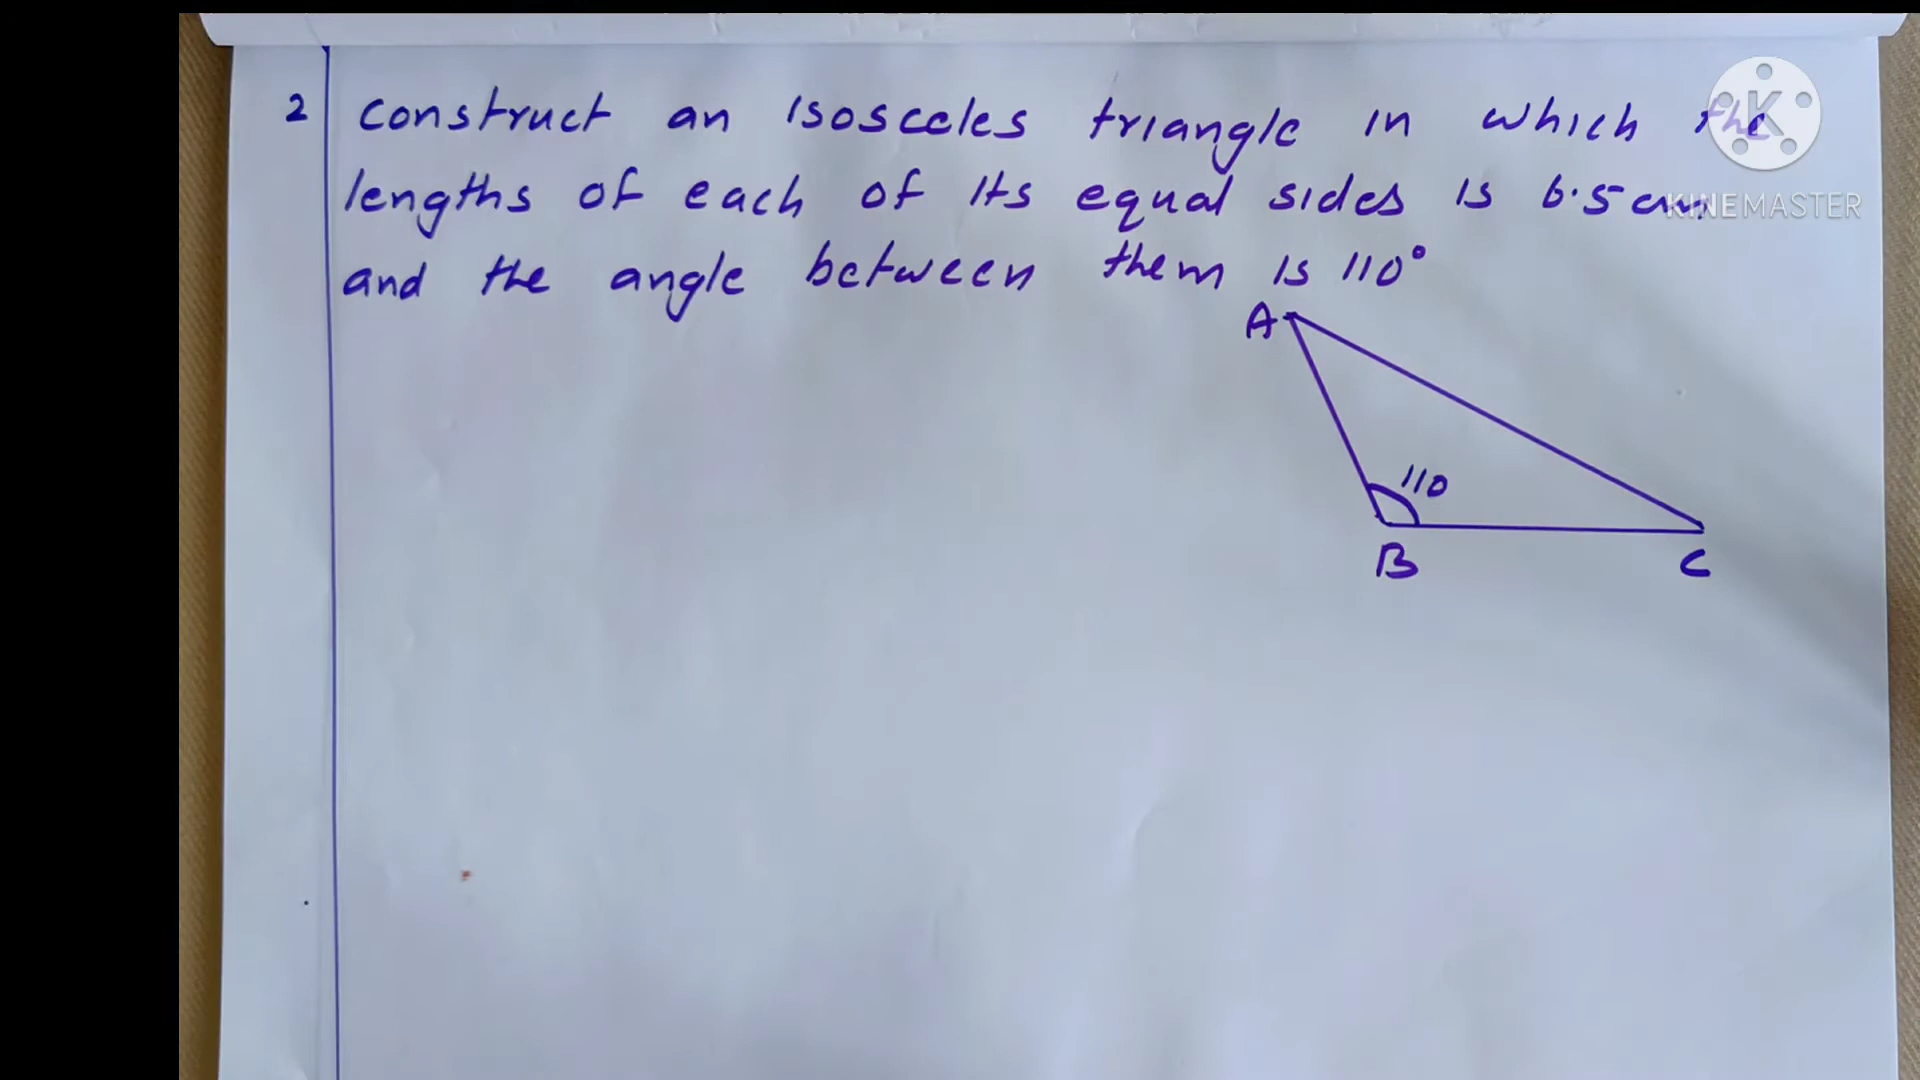 2 construct an isosceles triangle in which the
lengths of each of its equal sides is 6.5 cm
and the angle between them is 110°
A
110
B
C
K
KINEMASTER